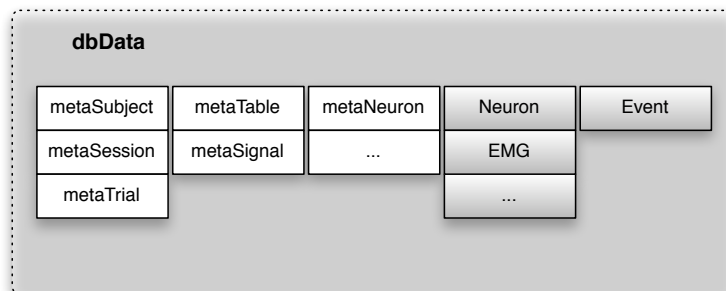 dbData
metaSubject metaTable metaNeuron Neuron Event
metaSession metaSignal ... EMG
metaTrial ...